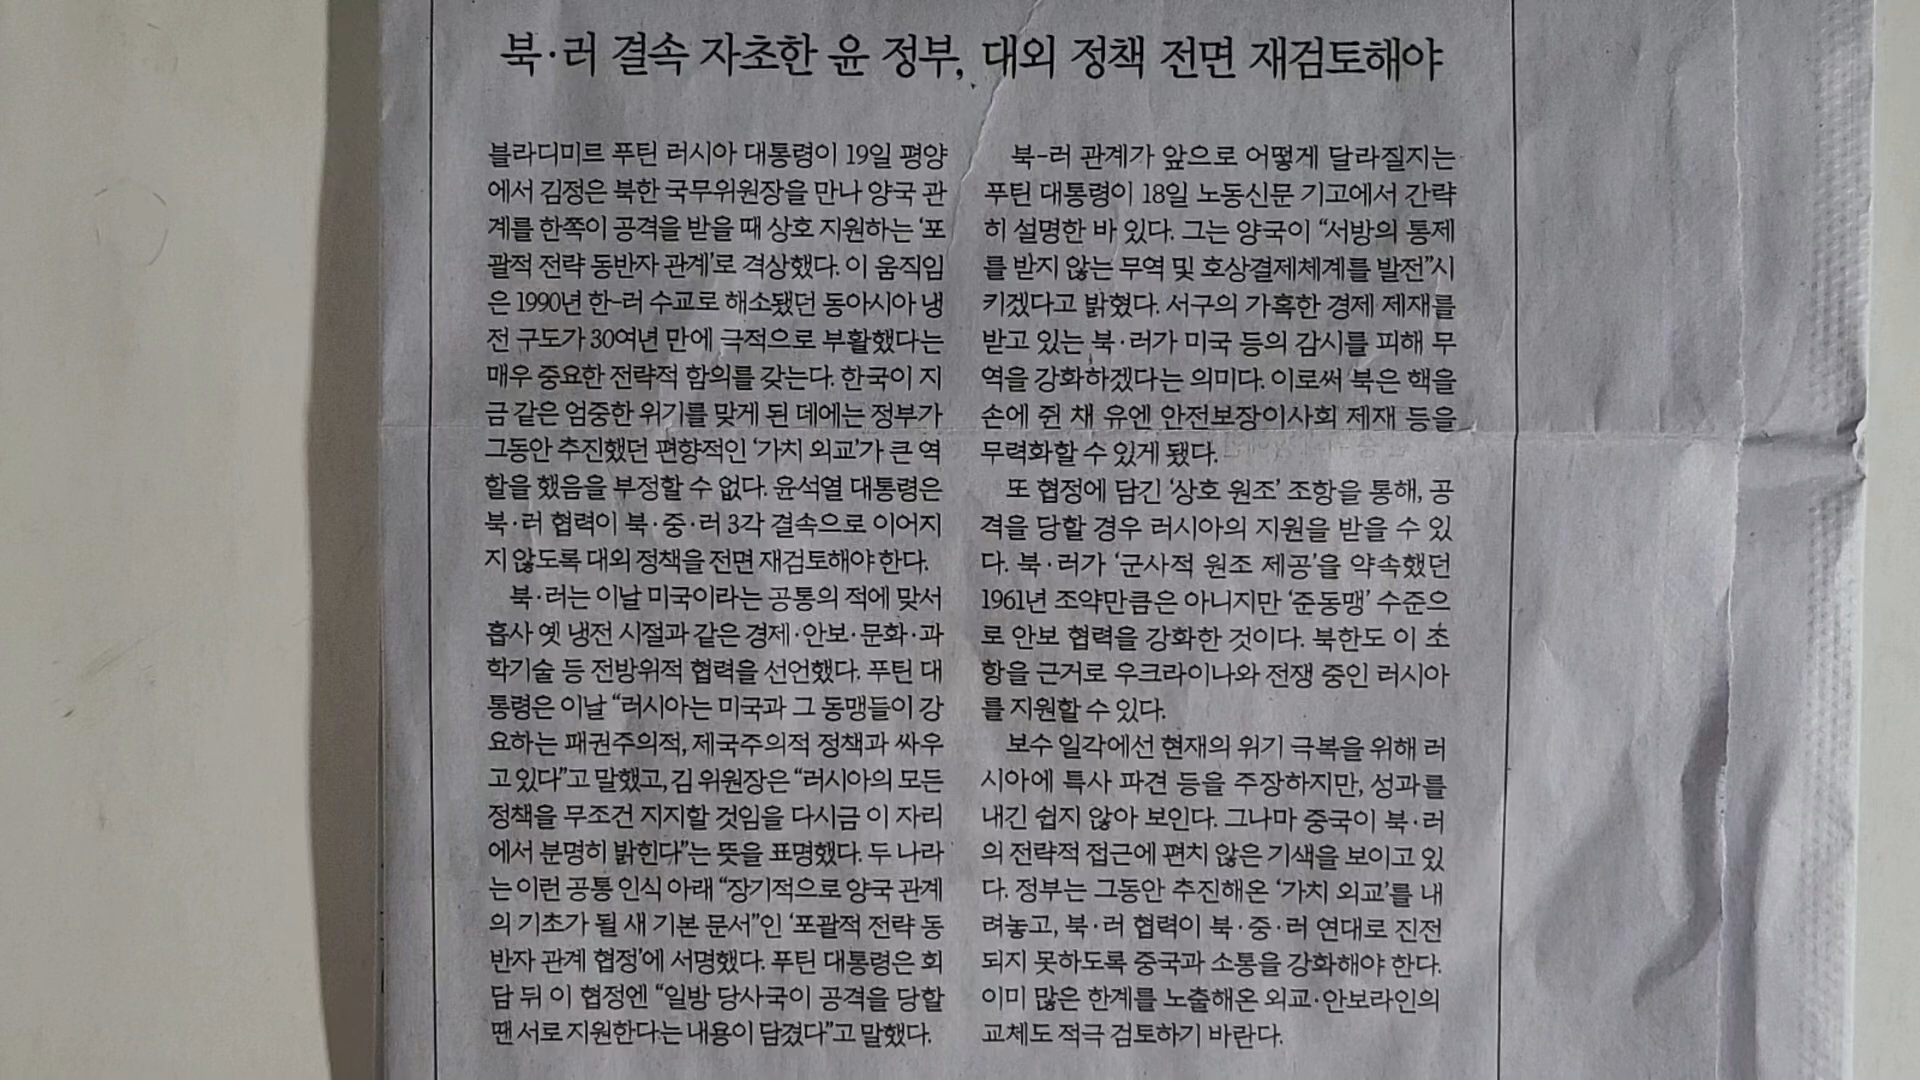 북·러 결속 자초한 윤 정부, 대외 정책 전면 재검토해야
블라디미르 푸틴 러시아 대통령이 19일 평양
에서 김정은 북한 국무위원장을 만나 양국 관
계를 한쪽이 공격을 받을 때 상호 지원하는 ‘포
괄적 전략 동반자 관계’로 격상했다. 이 움직임
은 1990년 한-러 수교로 해소됐던 동아시아 냉
전 구도가 30여년 만에 극적으로 부활했다는
매우 중요한 전략적 함의를 갖는다. 한국이 지
금 같은 엄중한 위기를 맞게 된 데에는 정부가
그동안 추진했던 편향적인 ‘가치 외교’가 큰 역
할을 했음을 부정할 수 없다. 윤석열 대통령은
북·러 협력이 북·중·러 3각 결속으로 이어지
지 않도록 대외 정책을 전면 재검토해야 한다.
북·러는 이날 미국이라는 공통의 적에 맞서
흡사 옛 냉전 시절과 같은 경제·안보·문화·과
학기술 등 전방위적 협력을 선언했다. 푸틴 대
통령은 이날 “러시아는 미국과 그 동맹들이 강
요하는 패권주의적, 제국주의적 정책과 싸우
고 있다”고 말했고, 김 위원장은 “러시아의 모든
정책을 무조건 지지할 것임을 다시금 이 자리
에서 분명히 밝힌다”는 뜻을 표명했다. 두 나라
는 이런 공통 인식 아래 “장기적으로 양국 관계
의 기초가 될 새 기본 문서”인 ‘포괄적 전략 동
반자 관계 협정’에 서명했다. 푸틴 대통령은 회
담 뒤 이 협정엔 “일방 당사국이 공격을 당할
땐 서로 지원한다는 내용이 담겼다”고 말했다.
북-러 관계가 앞으로 어떻게 달라질지는
푸틴 대통령이 18일 노동신문 기고에서 간략
히 설명한 바 있다. 그는 양국이 “서방의 통제
를 받지 않는 무역 및 호상결제체계를 발전”시
키겠다고 밝혔다. 서구의 가혹한 경제 제재를
받고 있는 북·러가 미국 등의 감시를 피해 무
역을 강화하겠다는 의미다. 이로써 북은 핵을
손에 쥔 채 유엔 안전보장이사회 제재 등을
무력화할 수 있게 됐다.
또 협정에 담긴 ‘상호 원조’ 조항을 통해, 공
격을 당할 경우 러시아의 지원을 받을 수 있
다. 북·러가 ‘군사적 원조 제공’을 약속했던
1961년 조약만큼은 아니지만 ‘준동맹’ 수준으
로 안보 협력을 강화한 것이다. 북한도 이 조
항을 근거로 우크라이나와 전쟁 중인 러시아
를 지원할 수 있다.
보수 일각에선 현재의 위기 극복을 위해 러
시아에 특사 파견 등을 주장하지만, 성과를
내긴 쉽지 않아 보인다. 그나마 중국이 북·러
의 전략적 접근에 편치 않은 기색을 보이고 있
다. 정부는 그동안 추진해온 ‘가치 외교’를 내
려놓고, 북·러 협력이 북·중·러 연대로 진전
되지 못하도록 중국과 소통을 강화해야 한다.
이미 많은 한계를 노출해온 외교·안보라인의
교체도 적극 검토하기 바란다.